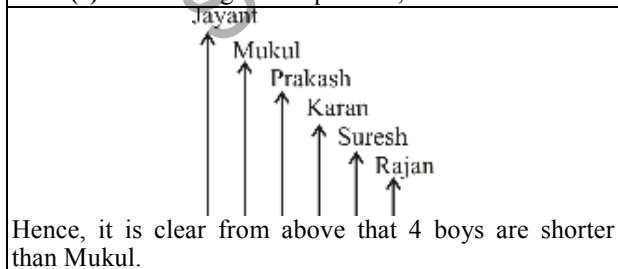 Jayant
Mukul
Prakash
Karan
Suresh
Rajan
Hence, it is clear from above that 4 boys are shorter
than Mukul.